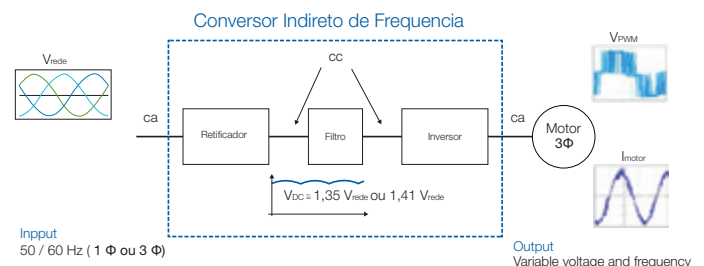 Conversor Indireto de Frequencia
Vrede
VPWM
cc
ca
Retificador
Filtro
Inversor
ca
Motor
3Φ
Imotor
VDC ≅ 1,35 Vrede ou 1,41 Vrede
Inpput
50 / 60 Hz ( 1 Φ ou 3 Φ)
Output
Variable voltage and frequency